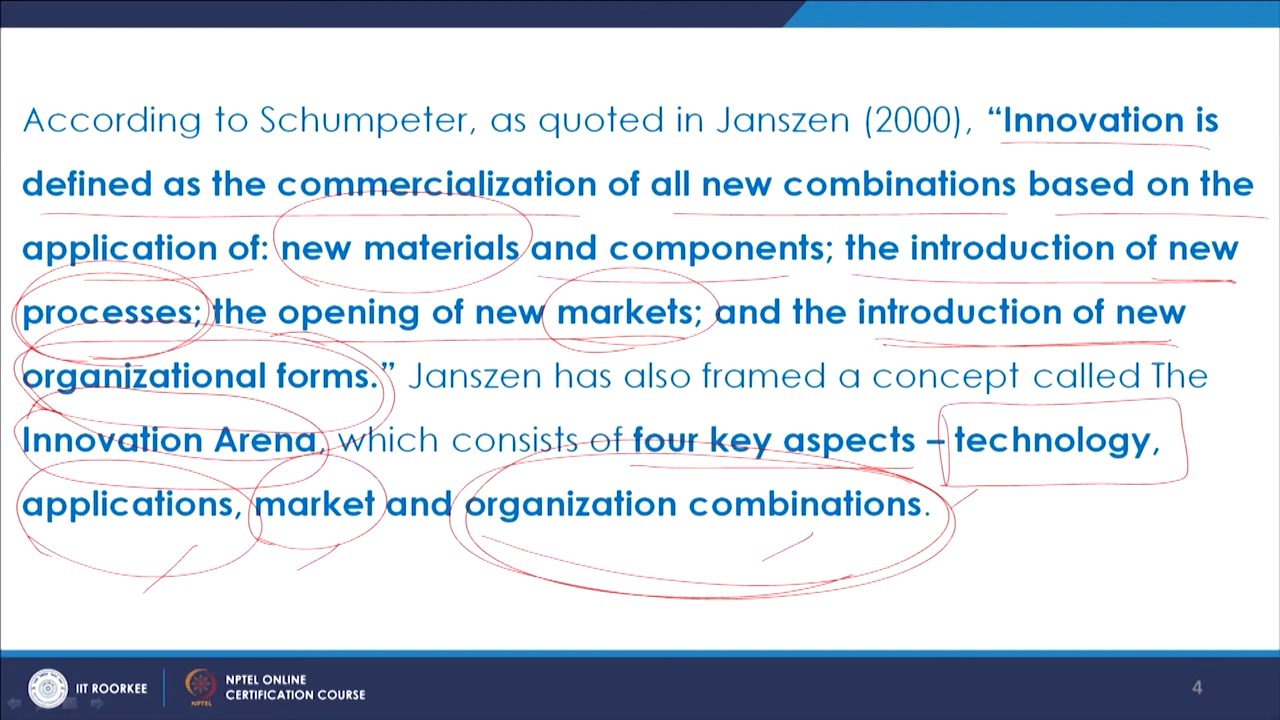 According to Schumpeter, as quoted in Janszen (2000), “Innovation is
defined as the commercialization of all new combinations based on the
application of: new materials and components; the introduction of new
processes; the opening of new markets; and the introduction of new
organizational forms.” Janszen has also framed a concept called The
Innovation Arena, which consists of four key aspects – technology,
applications, market and organization combinations.
IIT ROORKEE
NPTEL
NPTEL ONLINE
CERTIFICATION COURSE
4